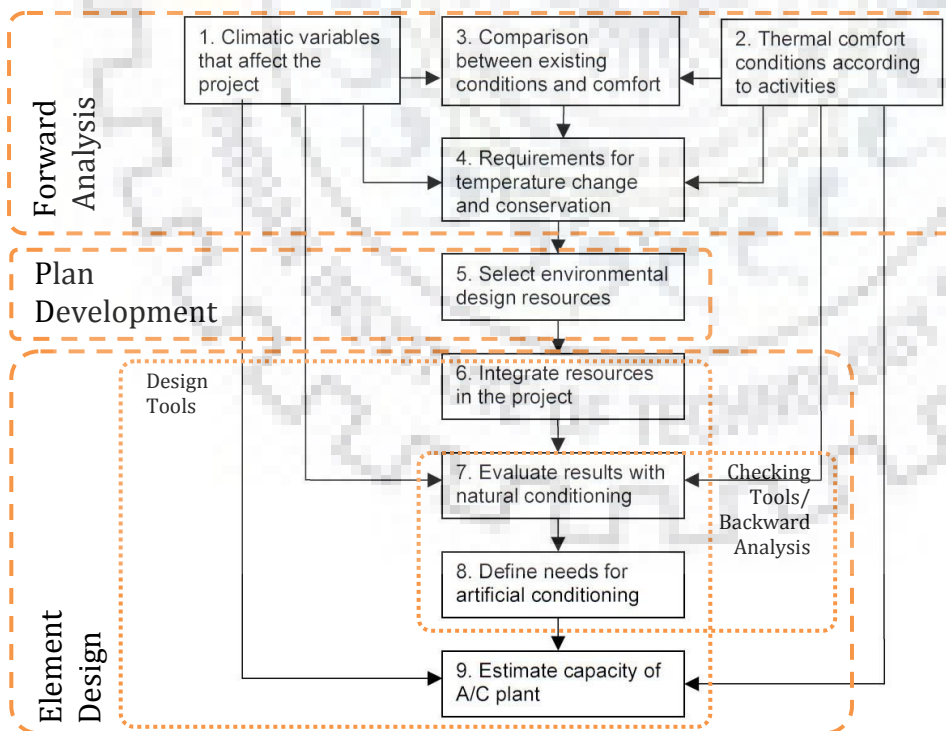 1. Climatic variables
that affect the
project
3. Comparison
between existing
conditions and comfort
2. Thermal comfort
conditions according
to activities
Forward
Analysis
4. Requirements for
temperature change
and conservation
Plan
Development
5. Select environmental
design resources
Element
Design
Design
Tools
6. Integrate resources
in the project
7. Evaluate results with
natural conditioning
Checking
Tools/
Backward
Analysis
8. Define needs for
artificial conditioning
9. Estimate capacity of
A/C plant